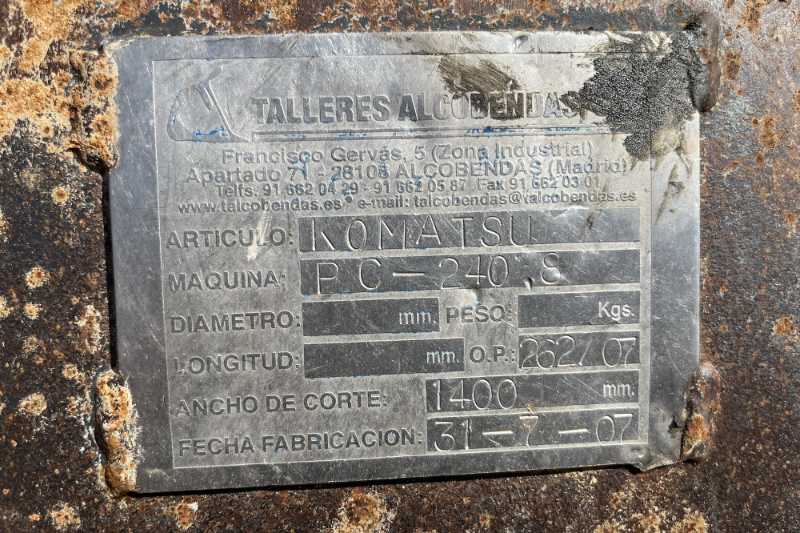 TALLERES ALCOBENDAS
Francisco Gervás, 5 (Zona Industrial)
Apartado 71 - 28108 ALCOBENDAS (Madrid)
Telfs. 91 662 04 29 - 91 662 05 87 Fax 91 662 03 01
www.talcobendas.es e-mail: talcobendas@talcobendas.es
ARTICULO: KOMATSU
MAQUINA: PC-240.8
DIAMETRO: mm. PESO: Kgs.
LONGITUD: mm. O.P.: 262/07
ANCHO DE CORTE: 1400 mm.
FECHA FABRICACION: 31-7-07